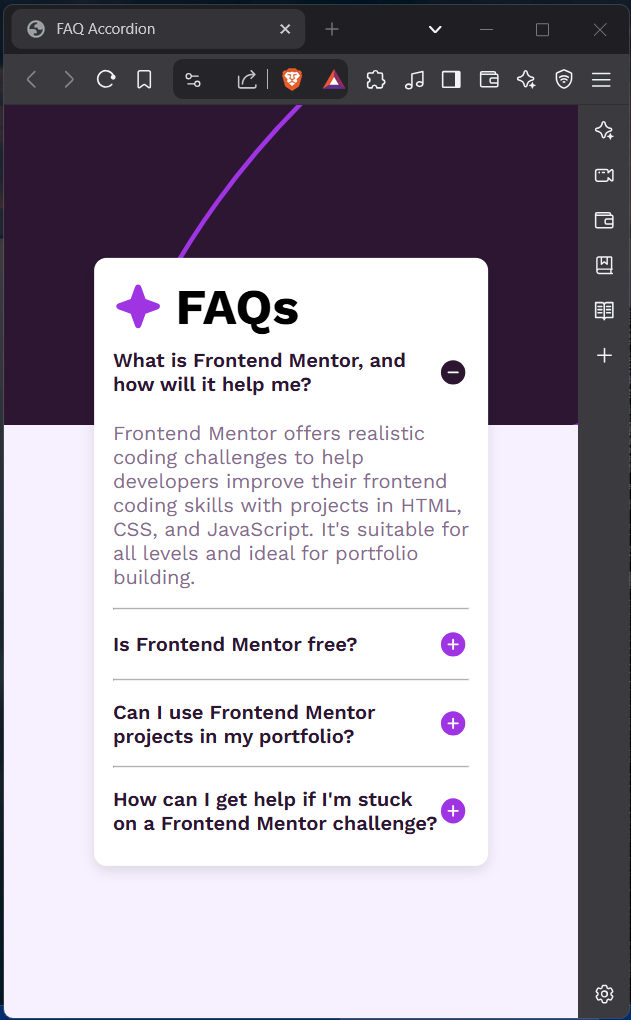 FAQ Accordion
FAQs
What is Frontend Mentor, and
how will it help me?
Frontend Mentor offers realistic
coding challenges to help
developers improve their frontend
coding skills with projects in HTML,
CSS, and JavaScript. It's suitable for
all levels and ideal for portfolio
building.
Is Frontend Mentor free?
Can I use Frontend Mentor
projects in my portfolio?
How can I get help if I'm stuck
on a Frontend Mentor challenge?